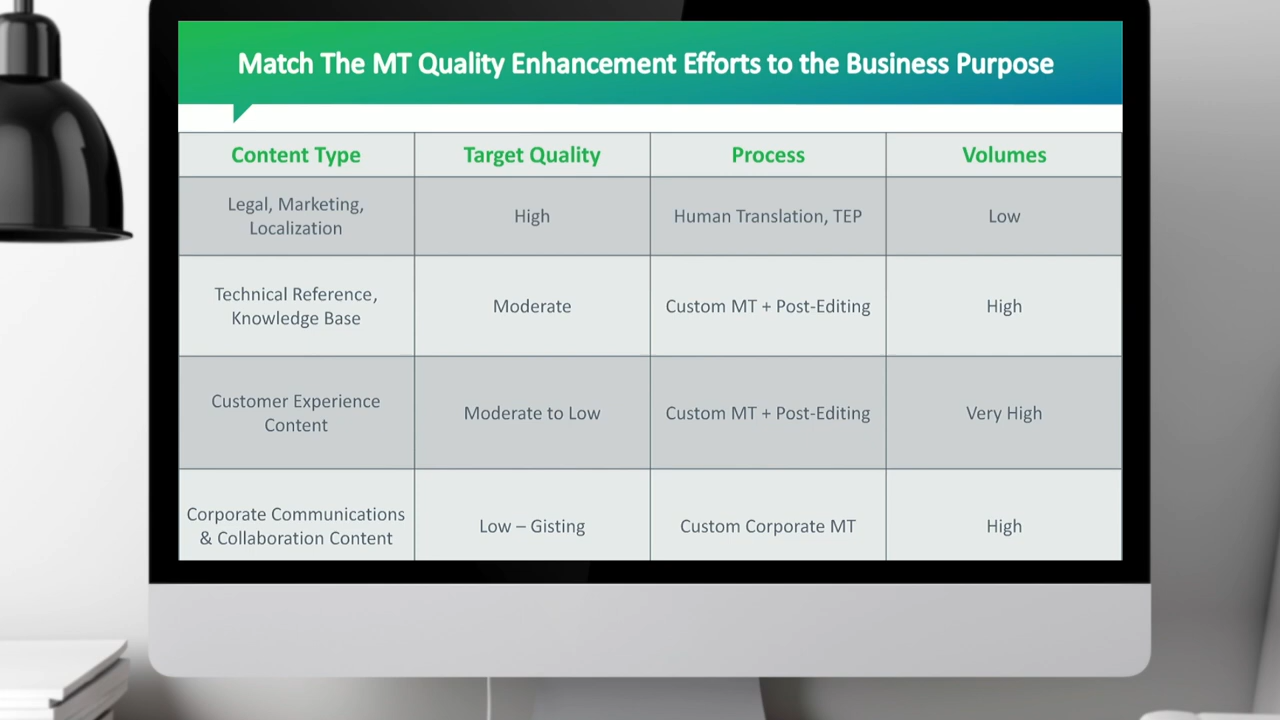 Match The MT Quality Enhancement Efforts to the Business Purpose
Content Type
Target Quality
Process
Volumes
Legal, Marketing,
Localization
High
Human Translation, TEP
Low
Technical Reference,
Knowledge Base
Moderate
Custom MT + Post-Editing
High
Customer Experience
Content
Moderate to Low
Custom MT + Post-Editing
Very High
Corporate Communications
& Collaboration Content
Low – Gisting
Custom Corporate MT
High